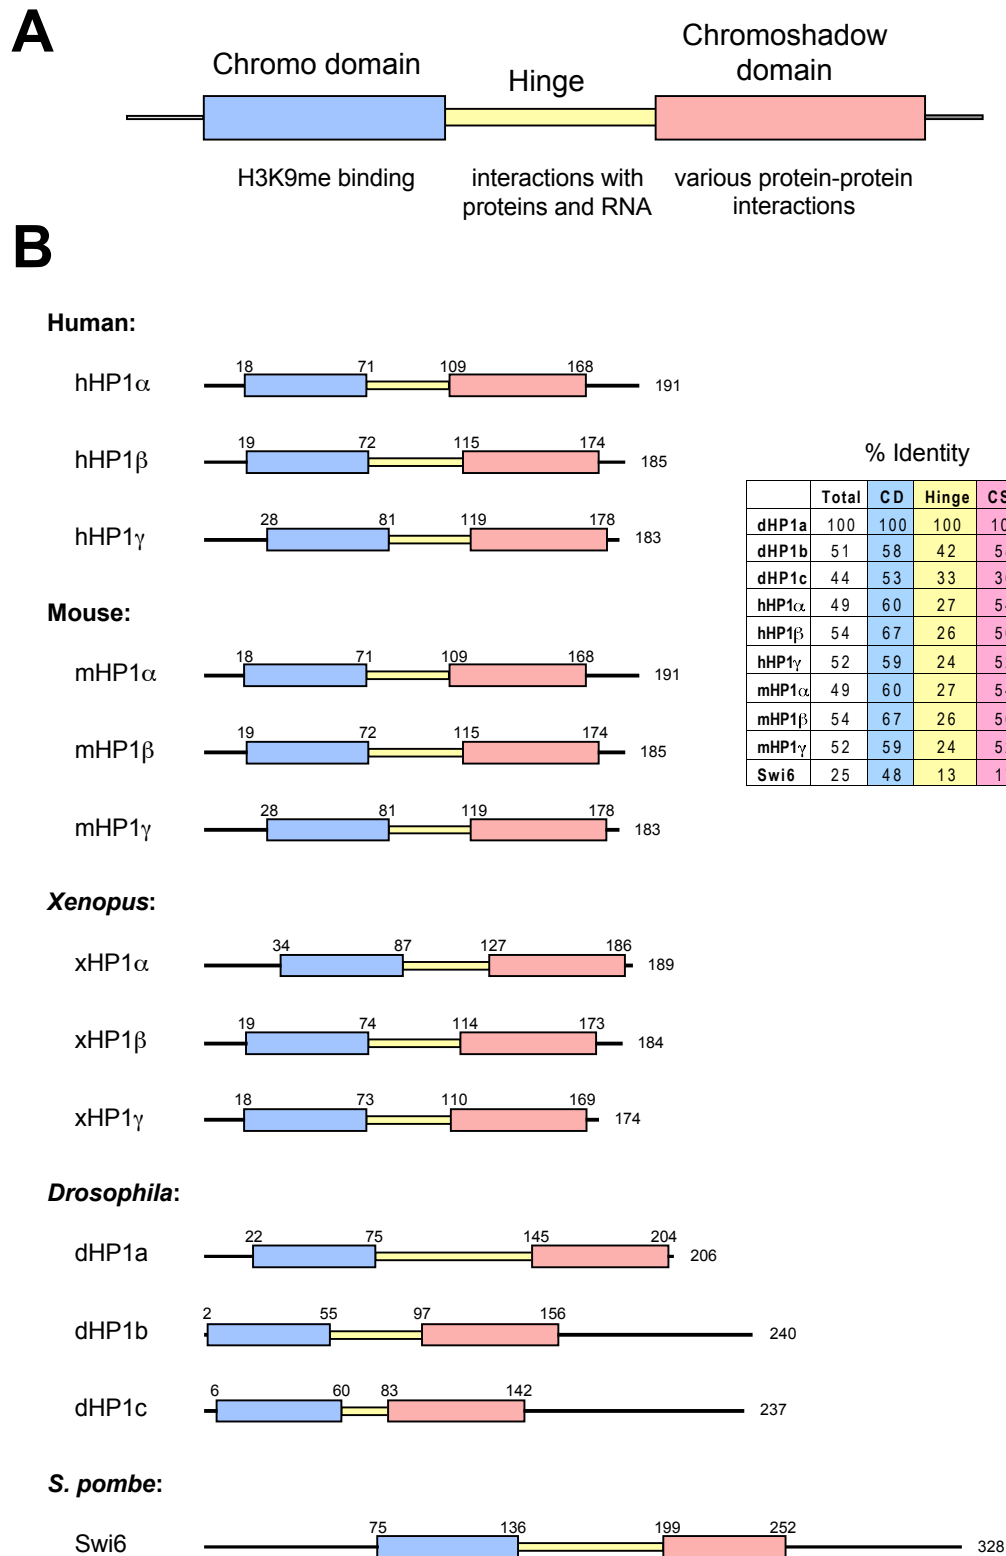 A
Chromo domain
Hinge
Chromoshadow
domain
H3K9me binding
interactions with
proteins and RNA
various protein-protein
interactions
B
Human:
hHP1α 18 71 109 168 191
hHP1β 19 72 115 174 185
hHP1γ 28 81 119 178 183
Mouse:
mHP1α 18 71 109 168 191
mHP1β 19 72 115 174 185
mHP1γ 28 81 119 178 183
Xenopus:
xHP1α 34 87 127 186 189
xHP1β 19 74 114 173 184
xHP1γ 18 73 110 169 174
Drosophila:
dHP1a 22 75 145 204 206
dHP1b 2 55 97 156 240
dHP1c 6 60 83 142 237
S. pombe:
Swi6 75 136 199 252 328
% Identity
Total CD Hinge
dHP1a 100 100 100
dHP1b 51 58 42
dHP1c 44 53 33
hHP1α 49 60 27
hHP1β 54 67 26
hHP1γ 52 59 24
mHP1α 49 60 27
mHP1β 54 67 26
mHP1γ 52 59 24
Swi6 25 48 13